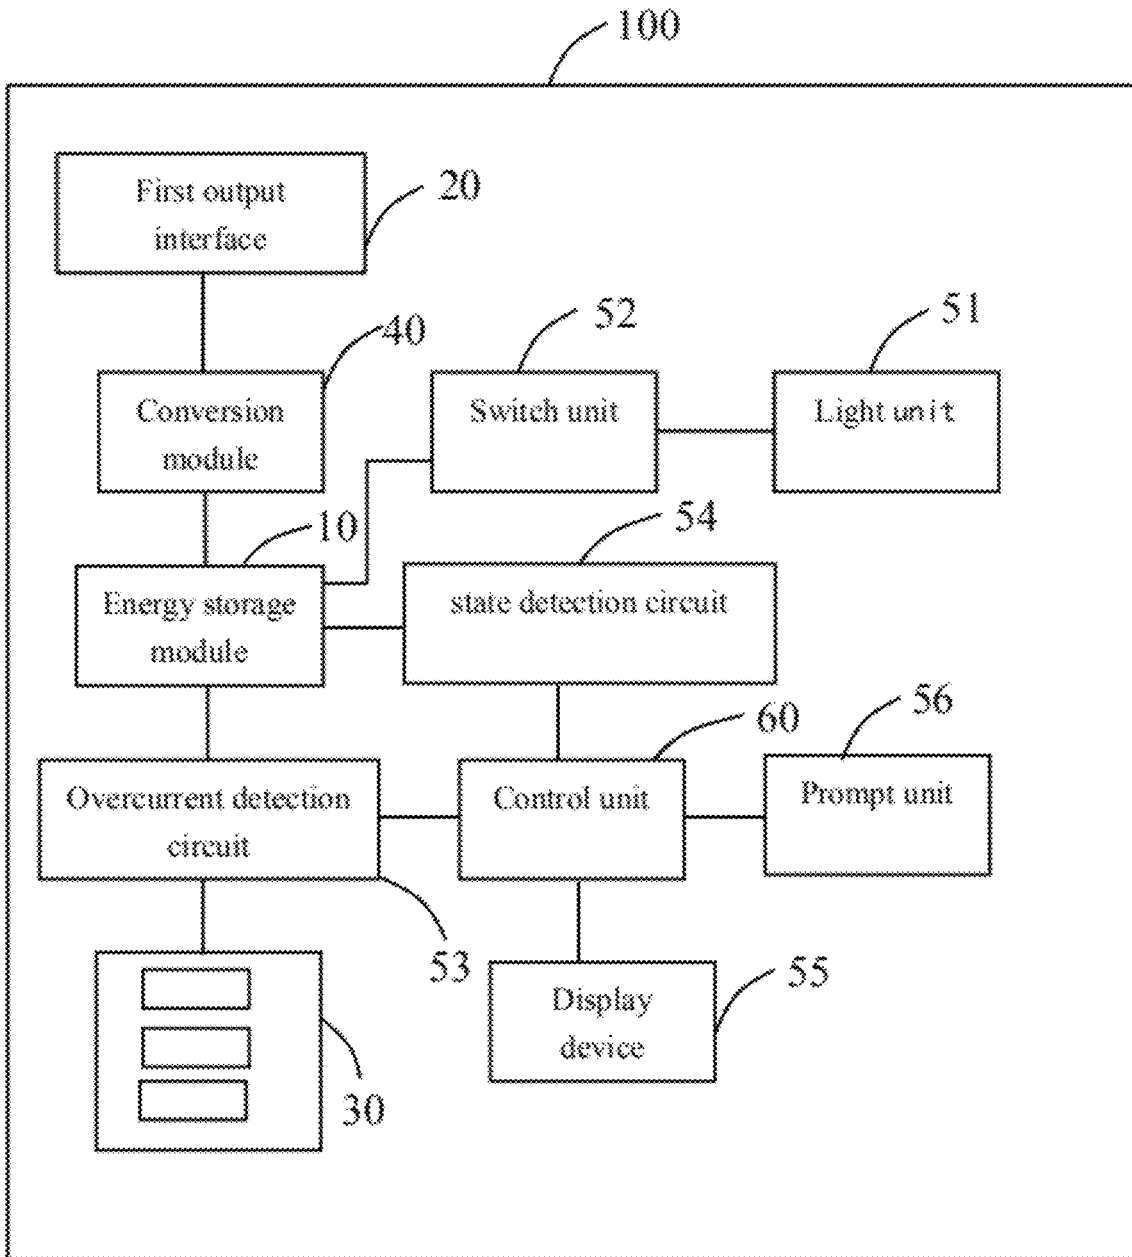 100
First output
interface
20
40
52
51
Conversion
module
Switch unit
Light unit
10
54
Energy storage
module
state detection circuit
60
56
Overcurrent detection
circuit
Control unit
Prompt unit
53
55
Display
device
30